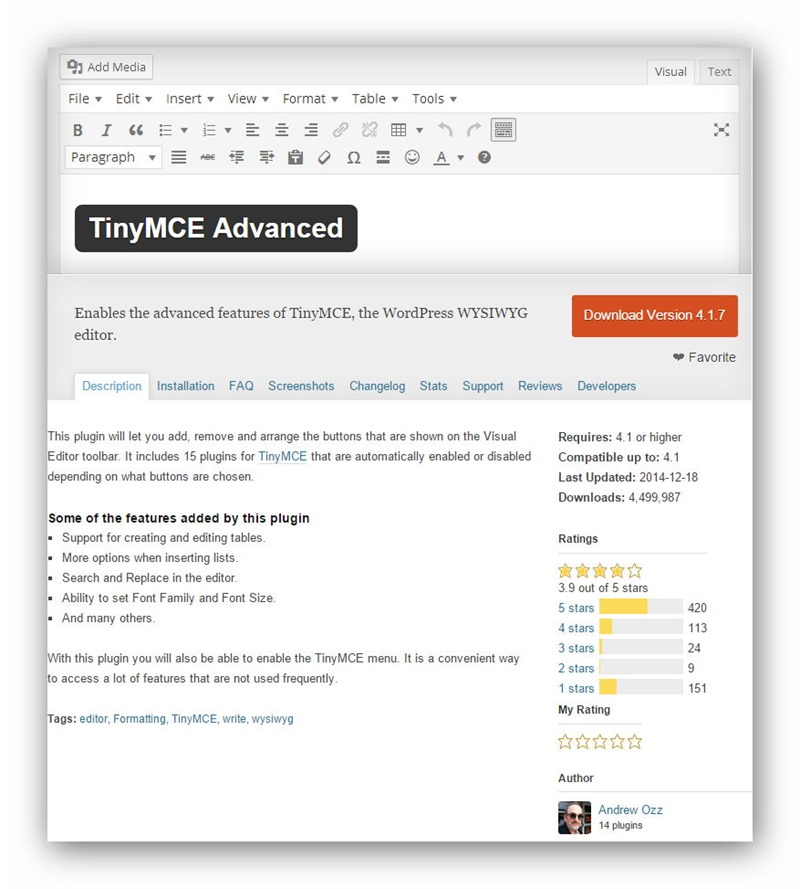 Add Media
Visual Text
File Edit Insert View Format Table Tools
Paragraph ABC
TinyMCE Advanced
Enables the advanced features of TinyMCE, the WordPress WYSIWYG
editor.
Download Version 4.1.7
Favorite
Description Installation FAQ Screenshots Changelog Stats Support Reviews Developers
This plugin will let you add, remove and arrange the buttons that are shown on the Visual
Editor toolbar. It includes 15 plugins for TinyMCE that are automatically enabled or disabled
depending on what buttons are chosen.
Some of the features added by this plugin
Support for creating and editing tables.
More options when inserting lists.
Search and Replace in the editor.
Ability to set Font Family and Font Size.
And many others.
With this plugin you will also be able to enable the TinyMCE menu. It is a convenient way
to access a lot of features that are not used frequently.
Tags: editor, Formatting, TinyMCE, write, wysiwyg
Requires: 4.1 or higher
Compatible up to: 4.1
Last Updated: 2014-12-18
Downloads: 4,499,987
Ratings
3.9 out of 5 stars
5 stars 420
4 stars 113
3 stars 24
2 stars 9
1 stars 151
My Rating
Author
Andrew Ozz
14 plugins